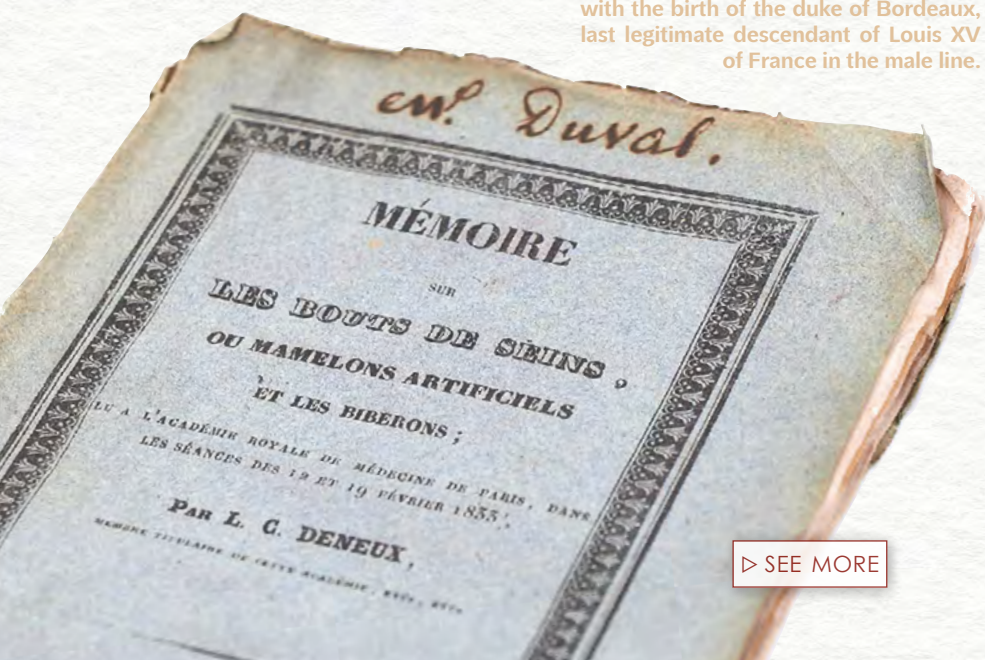 with the birth of the duke of Bordeaux,
last legitimate descendant of Louis XV
of France in the male line.
Duval.
MÉMOIRE
SUR
LES BOUTS DE SEINS,
OU MAMELONS ARTIFICIELS
ET LES BIBERONS;
LU A L'ACADÉMIE ROYALE DE MÉDECINE DE PARIS, DANS
LES SÉANCES DES 12 ET 19 FÉVRIER 1833;
PAR L. C. DENEUX,
MEMBRE TITULAIRE DE CETTE ACADÉMIE, ETC., ETC.
▷ SEE MORE